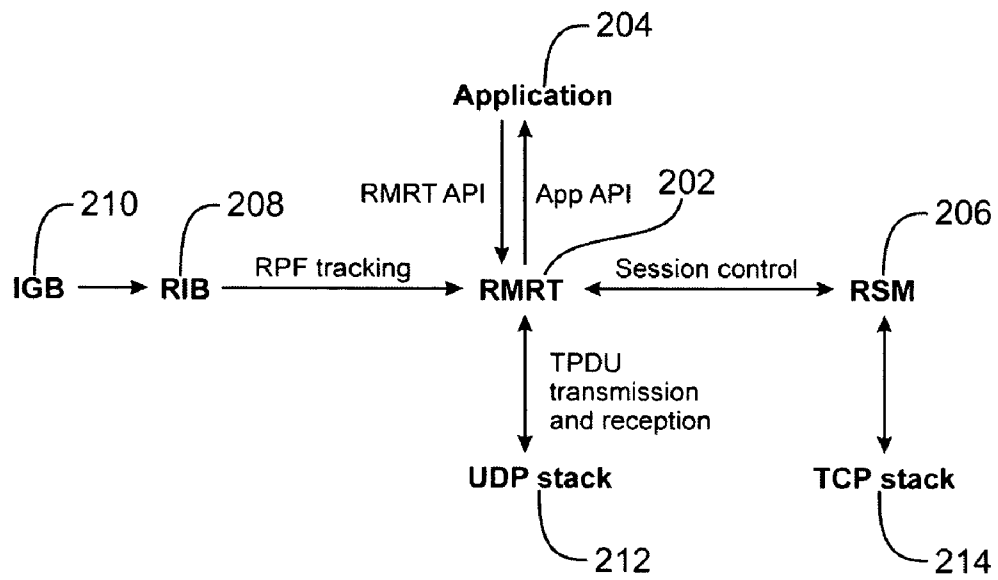 204
Application
RMRT API
App API
202
210
208
206
IGB
RIB
RPF tracking
RMRT
Session control
RSM
TPDU
transmission
and reception
UDP stack
TCP stack
212
214